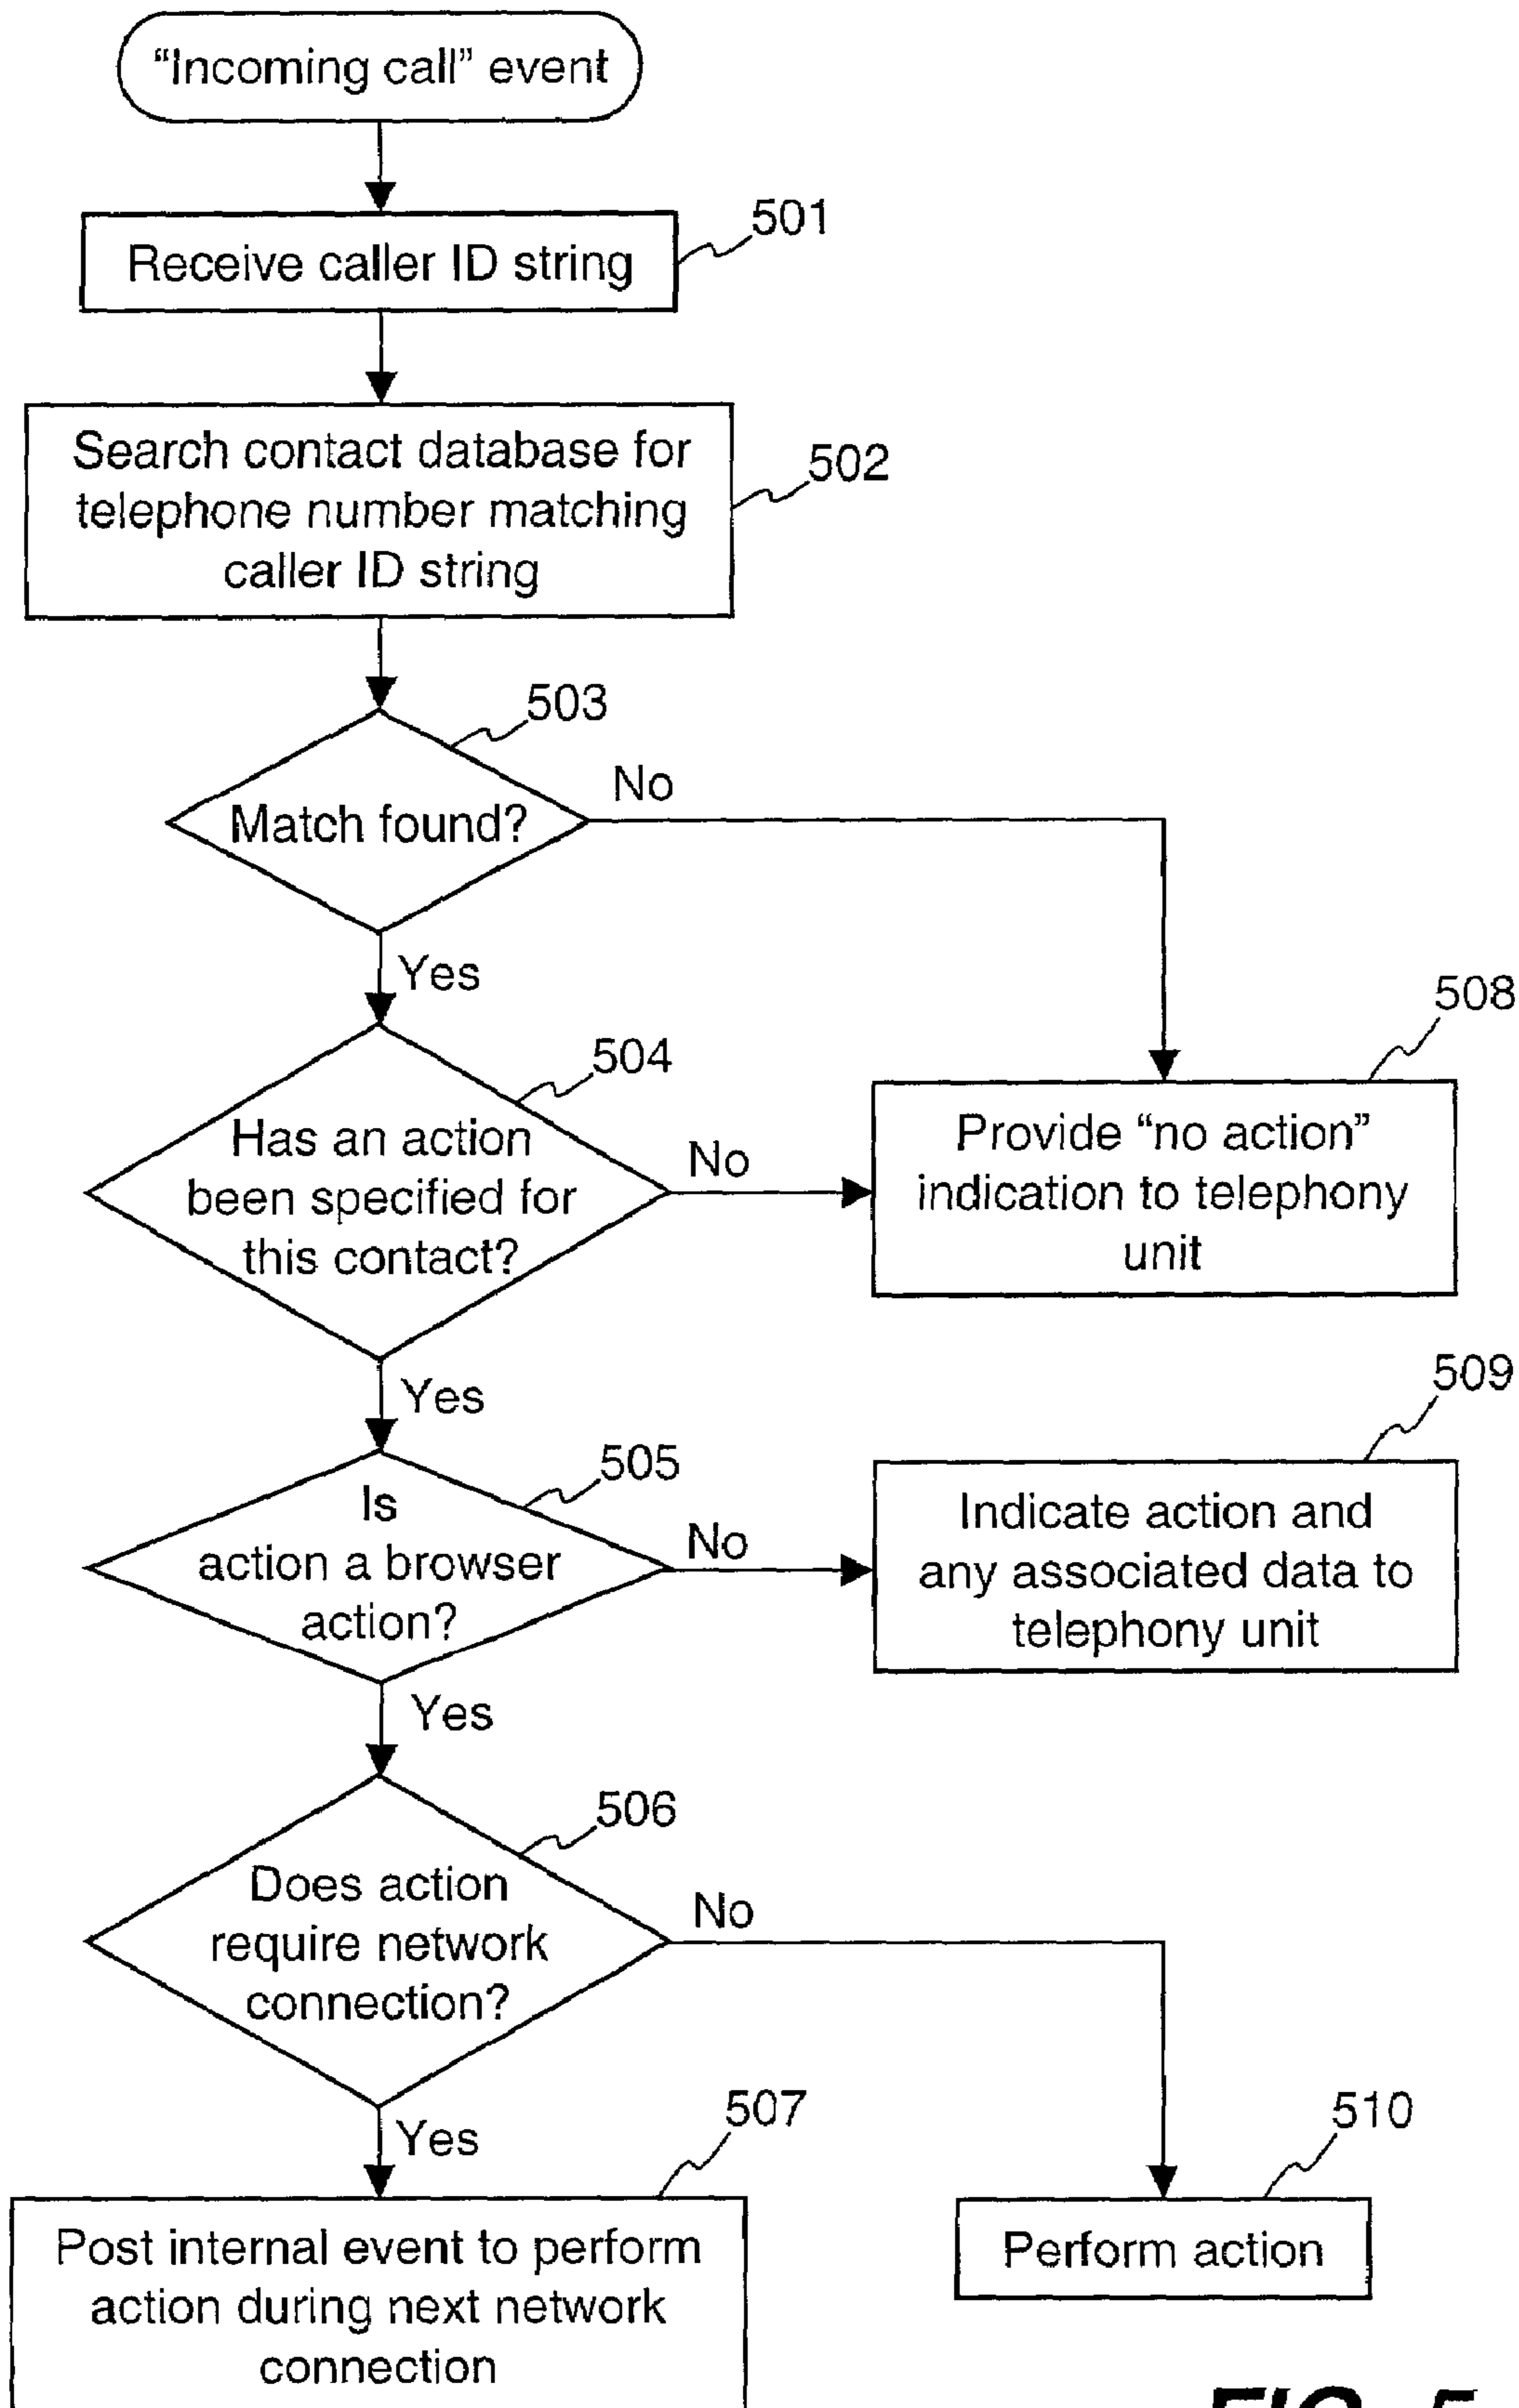 “Incoming call” event
501
Receive caller ID string
Search contact database for
telephone number matching
caller ID string
502
503
Match found?
No
Yes
504
Has an action
been specified for
this contact?
No
508
Provide “no action”
indication to telephony
unit
Yes
505
Is
action a browser
action?
No
509
Indicate action and
any associated data to
telephony unit
Yes
506
Does action
require network
connection?
No
Yes
507
Post internal event to perform
action during next network
connection
510
Perform action